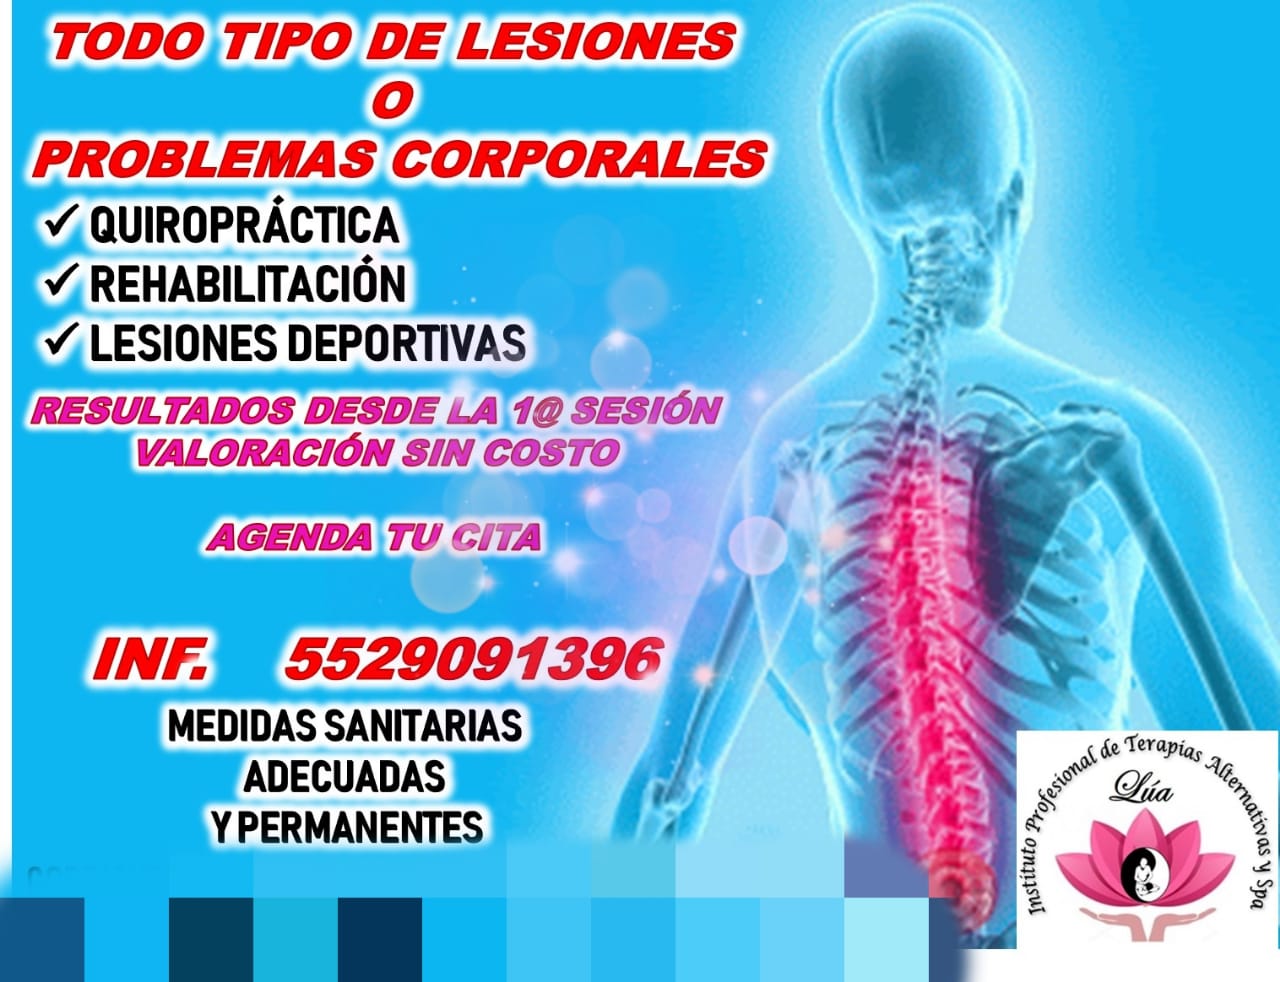 TODO TIPO DE LESIONES
O
PROBLEMAS CORPORALES
✓ QUIROPRÁCTICA
✓ REHABILITACIÓN
✓ LESIONES DEPORTIVAS
RESULTADOS DESDE LA 1@ SESIÓN
VALORACIÓN SIN COSTO
AGENDA TU CITA
INF. 5529091396
MEDIDAS SANITARIAS
ADECUADAS
Y PERMANENTES
Instituto Profesional de Terapias Alternativas y Spa
Lúa